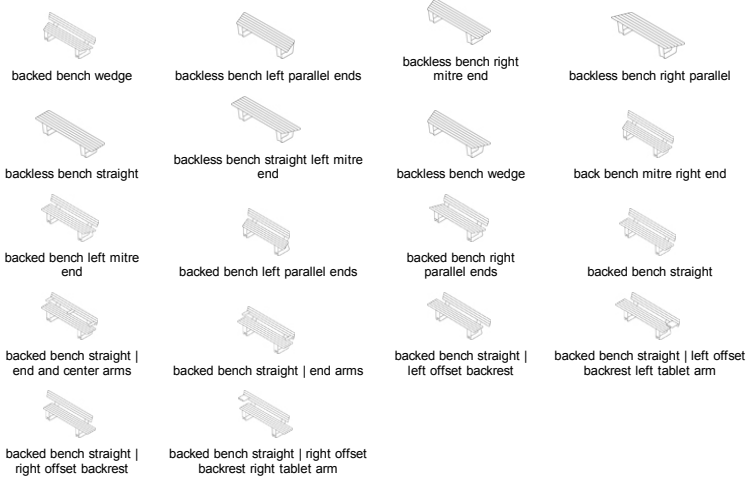 backed bench wedge
backless bench left parallel ends
backless bench right
mitre end
backless bench right parallel
backless bench straight
backless bench straight left mitre
end
backless bench wedge
back bench mitre right end
backed bench left mitre
end
backed bench left parallel ends
backed bench right
parallel ends
backed bench straight
backed bench straight |
end and center arms
backed bench straight | end arms
backed bench straight |
left offset backrest
backed bench straight | left offset
backrest left tablet arm
backed bench straight |
right offset backrest
backed bench straight | right offset
backrest right tablet arm